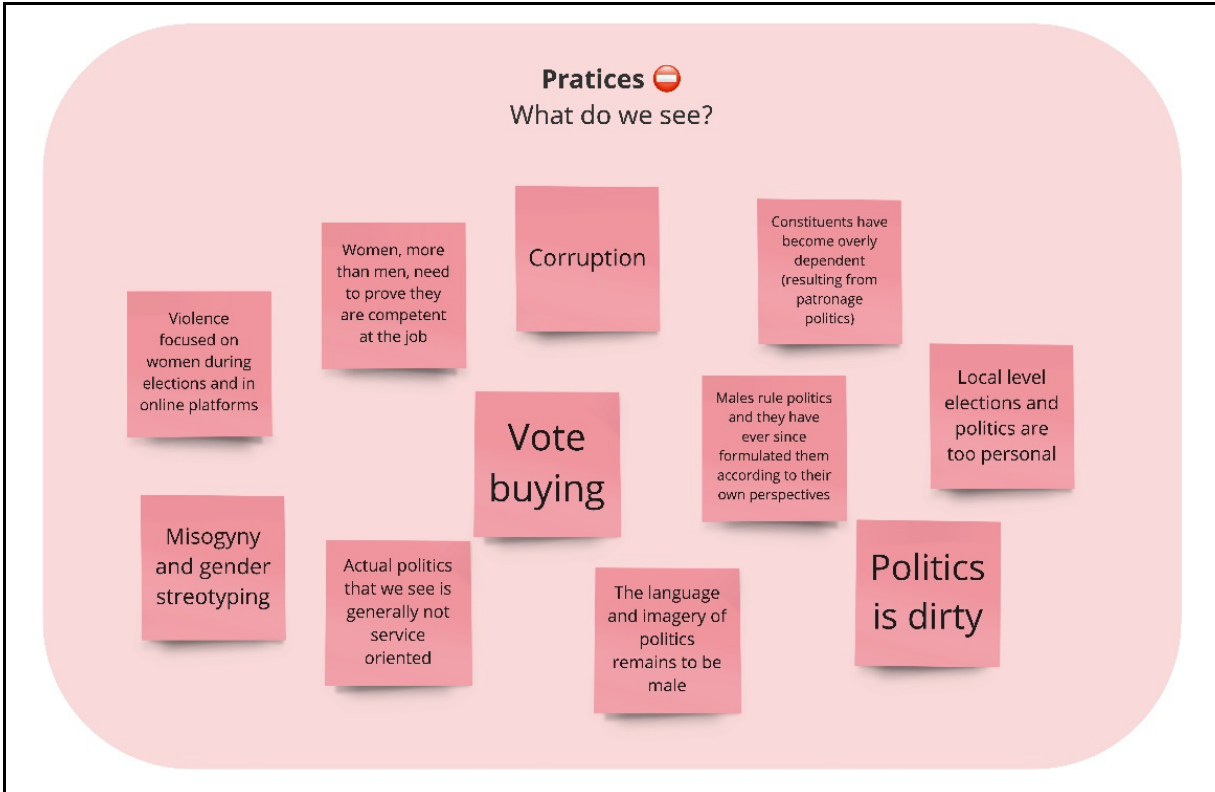 Pratices ⛔
What do we see?
Corruption
Constituents have
become overly
dependent
(resulting from
patronage
politics)
Women, more
than men, need
to prove they
are competent
at the job
Violence
focused on
women during
elections and in
online platforms
Local level
elections and
politics are
too personal
Males rule politics
and they have
ever since
formulated them
according to their
own perspectives
Vote
buying
Misogyny
and gender
streotyping
Politics
is dirty
Actual politics
that we see is
generally not
service
oriented
The language
and imagery of
politics
remains to be
male